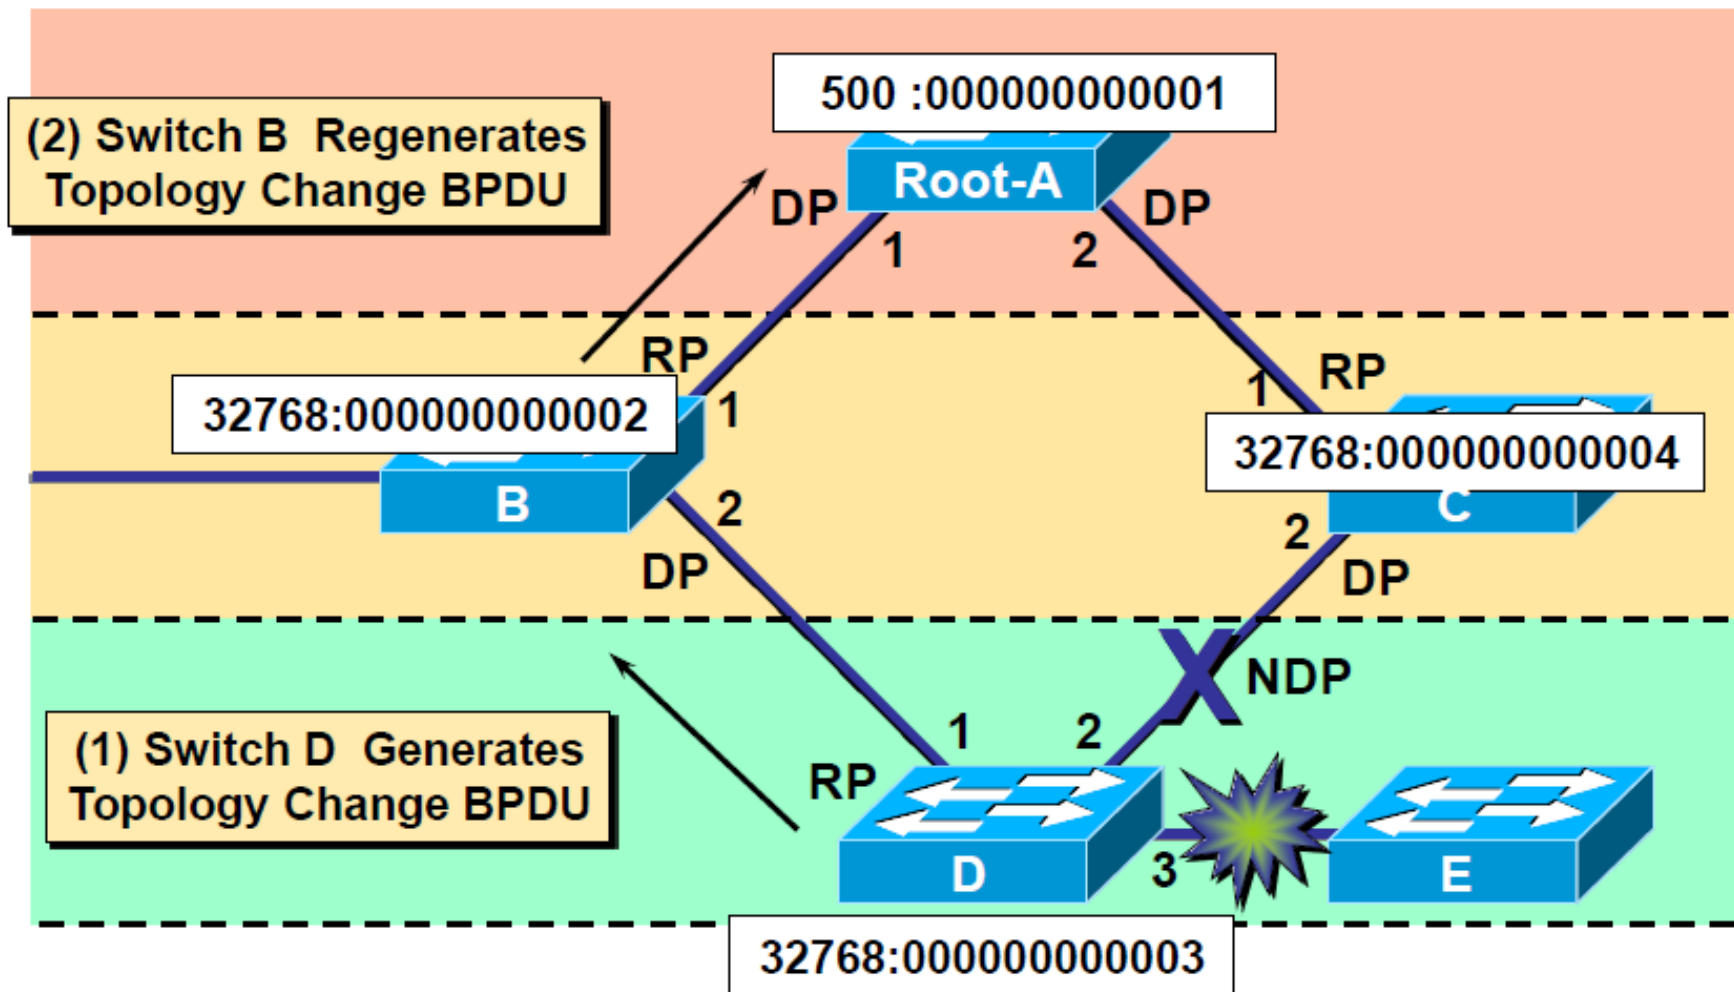 500 :000000000001
(2) Switch B  Regenerates
Topology Change BPDU
Root-A
DP
DP
1
2
RP
RP
1
1
32768:000000000002
32768:000000000004
B
C
2
2
DP
DP
NDP
(1) Switch D  Generates
Topology Change BPDU
1
2
RP
D
3
E
32768:000000000003